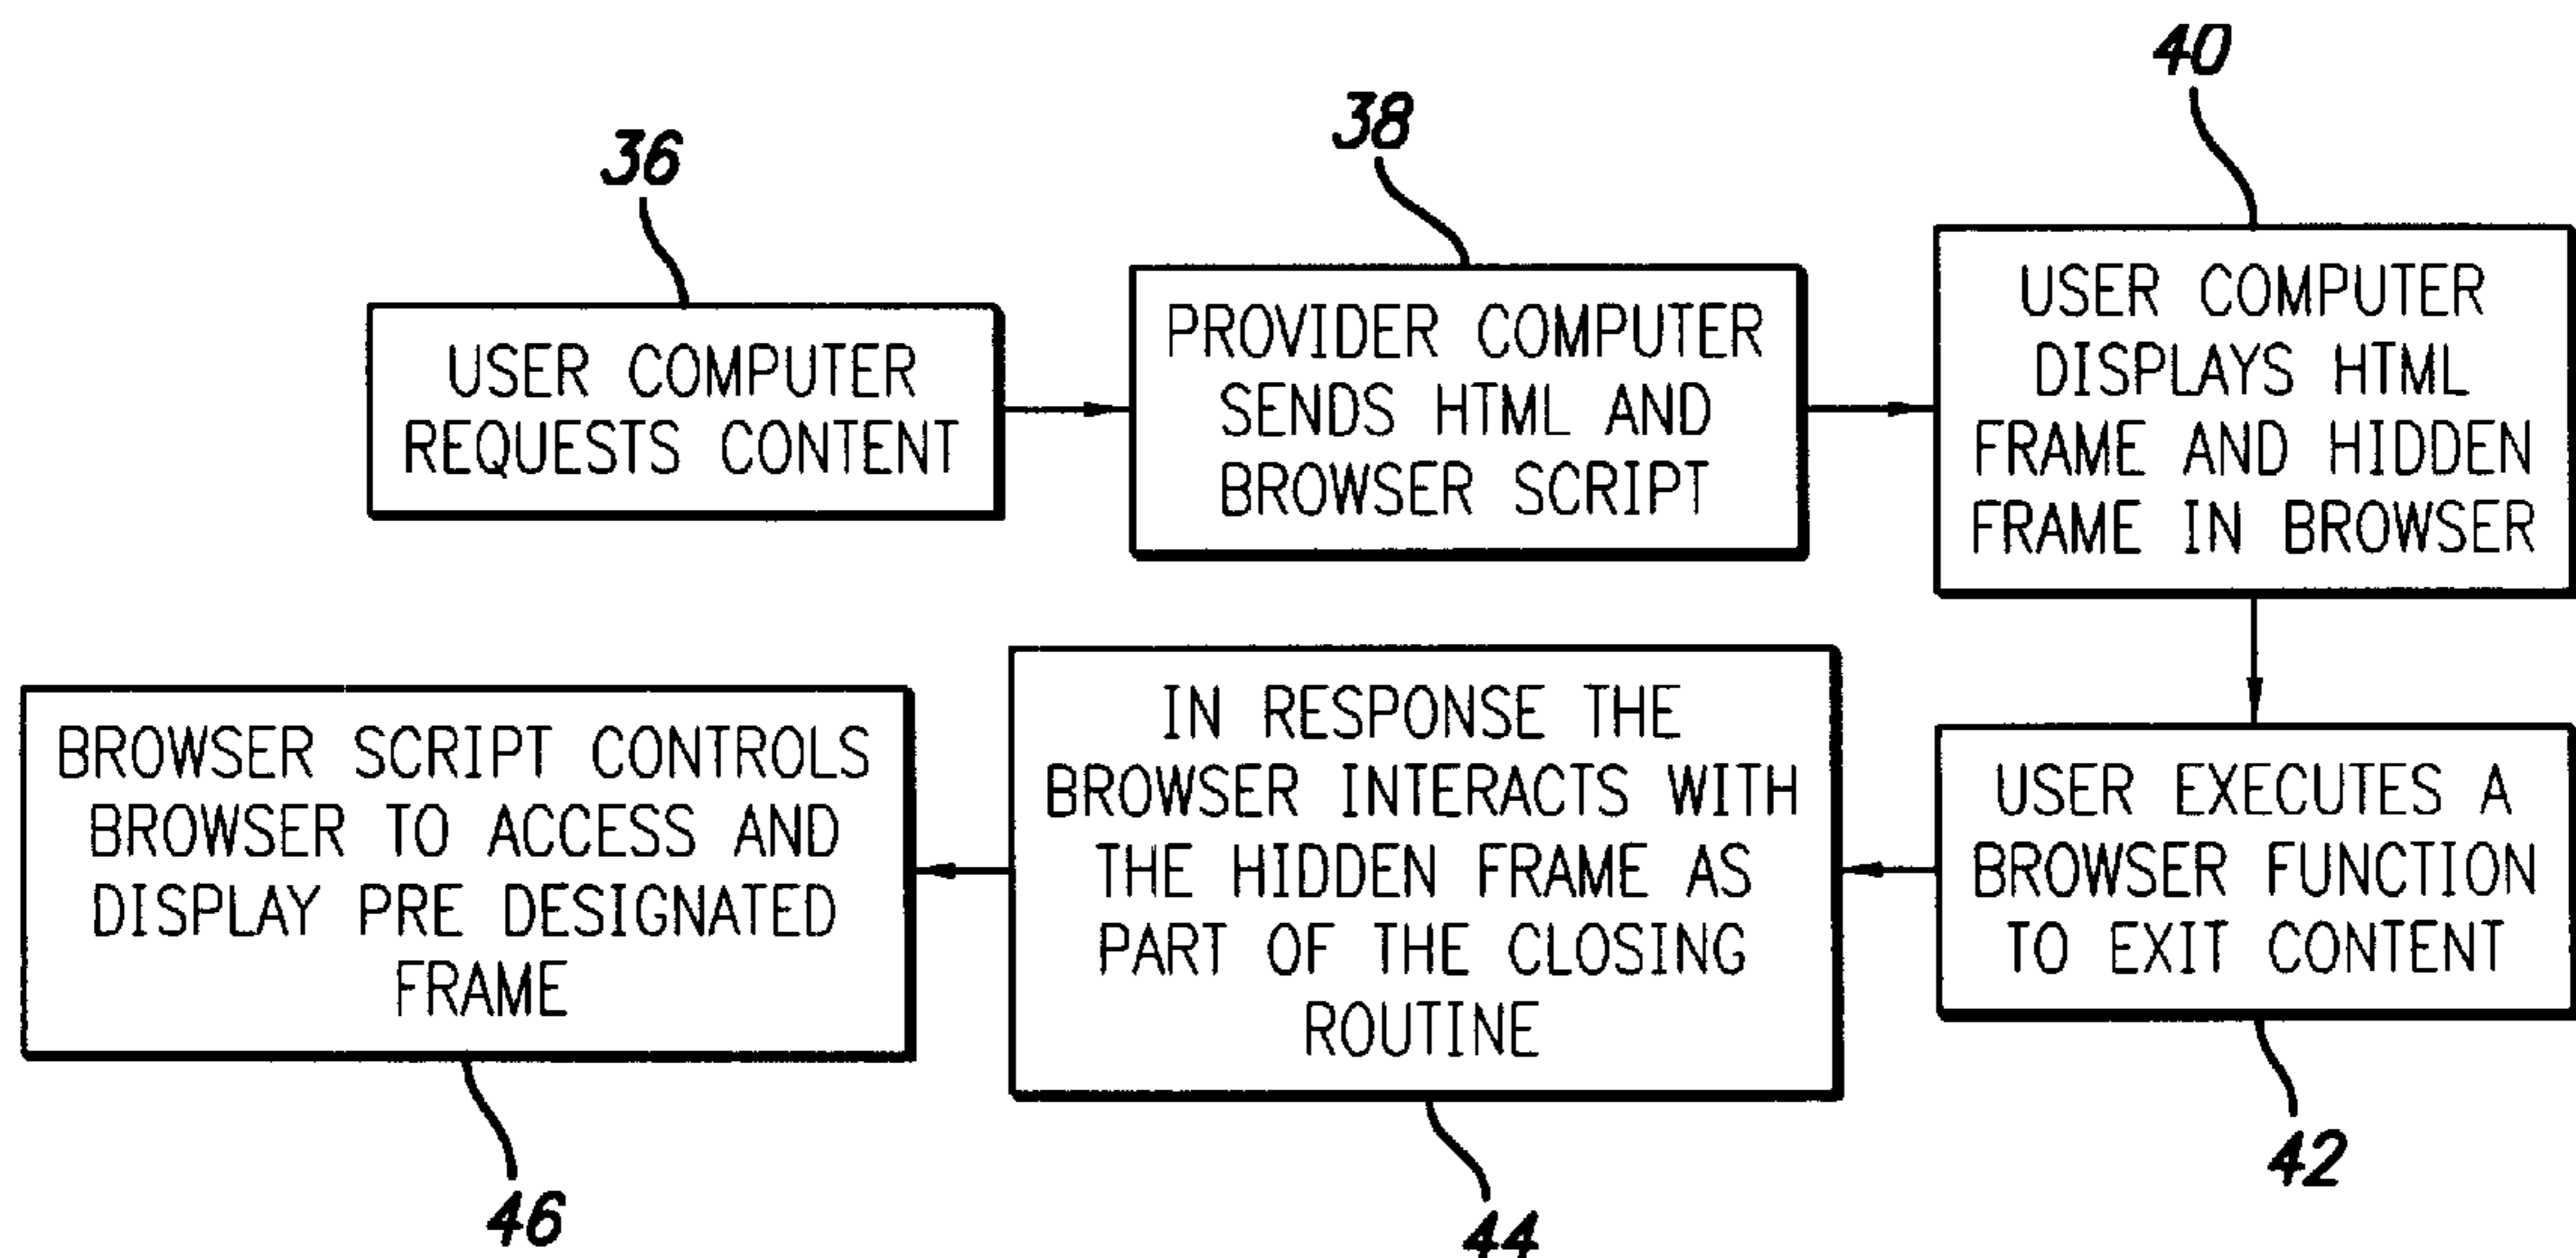 36
USER COMPUTER
REQUESTS CONTENT
38
PROVIDER COMPUTER
SENDS HTML AND
BROWSER SCRIPT
40
USER COMPUTER
DISPLAYS HTML
FRAME AND HIDDEN
FRAME IN BROWSER
USER EXECUTES A
BROWSER FUNCTION
TO EXIT CONTENT
42
IN RESPONSE THE
BROWSER INTERACTS WITH
THE HIDDEN FRAME AS
PART OF THE CLOSING
ROUTINE
44
BROWSER SCRIPT CONTROLS
BROWSER TO ACCESS AND
DISPLAY PRE DESIGNATED
FRAME
46